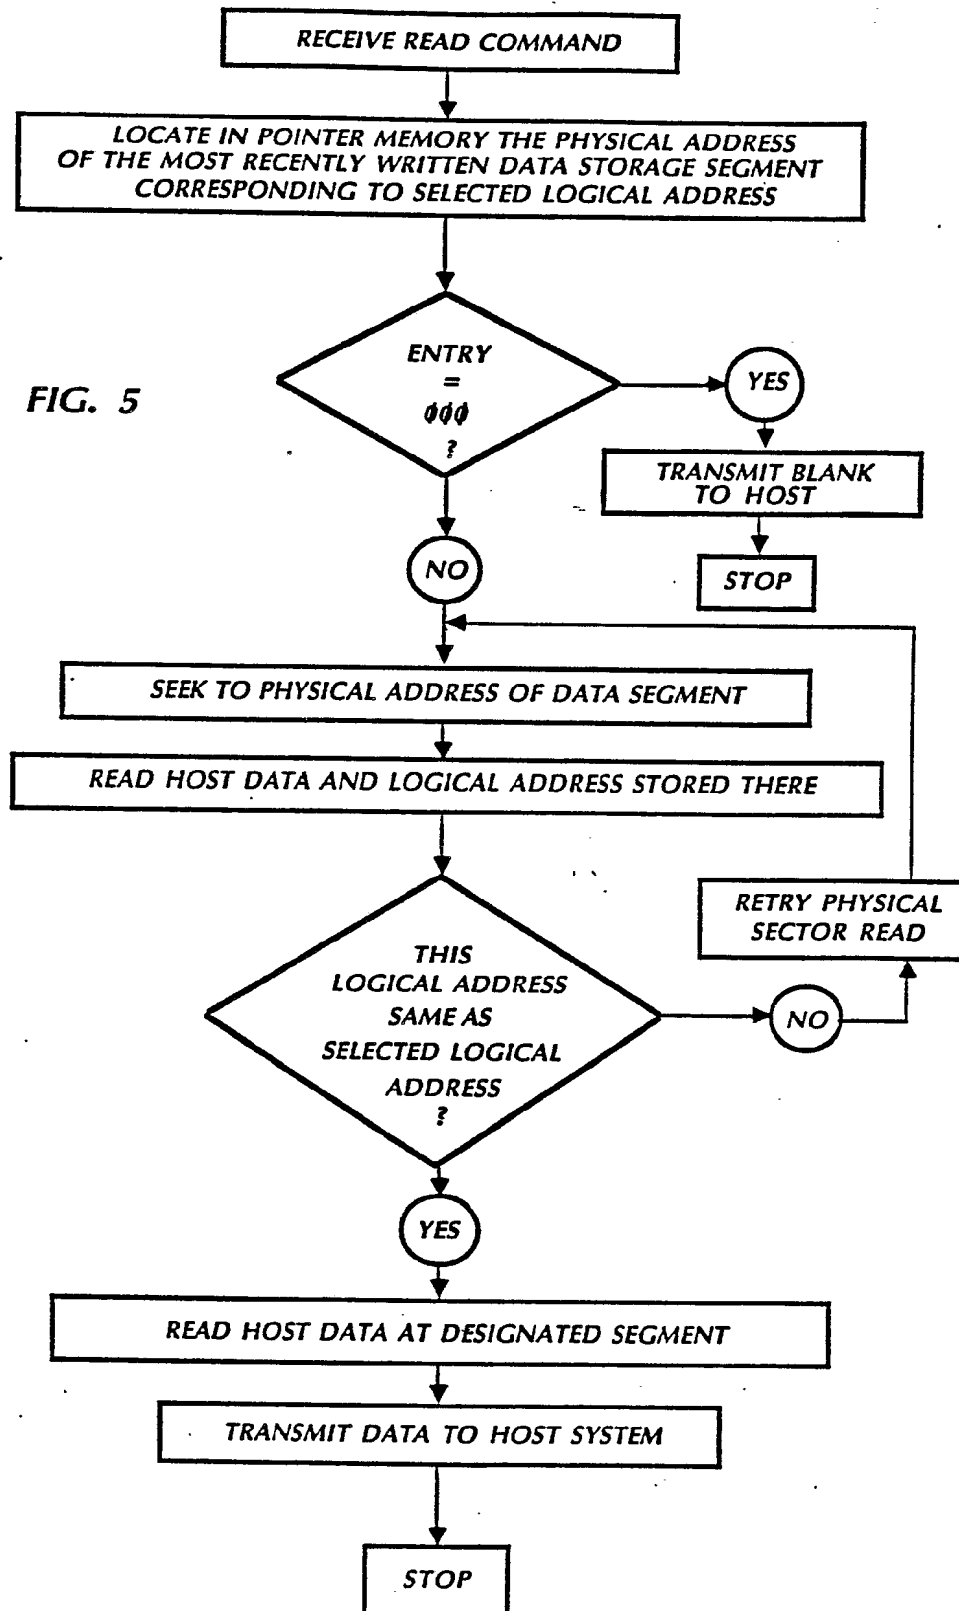 RECEIVE READ COMMAND
LOCATE IN POINTER MEMORY THE PHYSICAL ADDRESS
OF THE MOST RECENTLY WRITTEN DATA STORAGE SEGMENT
CORRESPONDING TO SELECTED LOGICAL ADDRESS
ENTRY
=
φφφ
?
YES
FIG. 5
TRANSMIT BLANK
TO HOST
NO
STOP
SEEK TO PHYSICAL ADDRESS OF DATA SEGMENT
READ HOST DATA AND LOGICAL ADDRESS STORED THERE
RETRY PHYSICAL
SECTOR READ
THIS
LOGICAL ADDRESS
SAME AS
SELECTED LOGICAL
ADDRESS
?
NO
YES
READ HOST DATA AT DESIGNATED SEGMENT
TRANSMIT DATA TO HOST SYSTEM
STOP